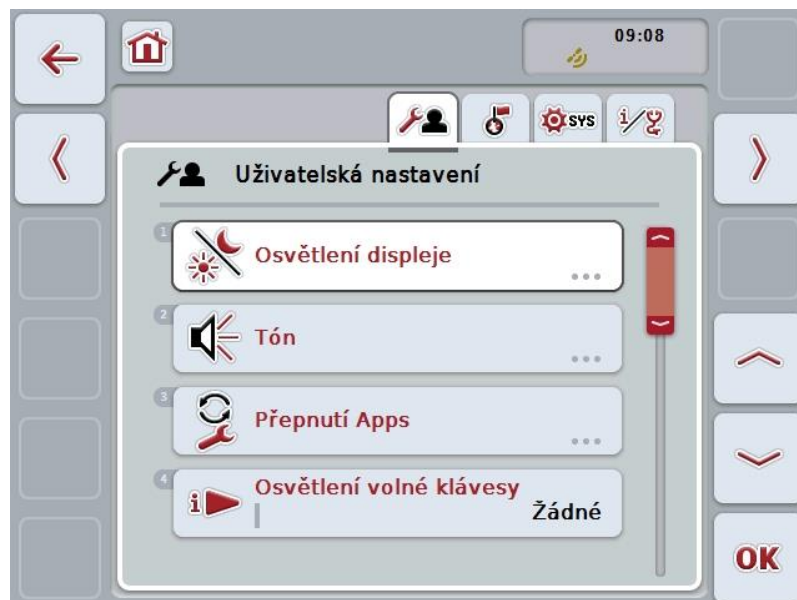 09:08
SYS
i/
Uživatelská nastavení
1
Osvětlení displeje
...
2
Tón
...
3
Přepnutí Apps
...
4
i
Osvětlení volné klávesy
Žádné
OK